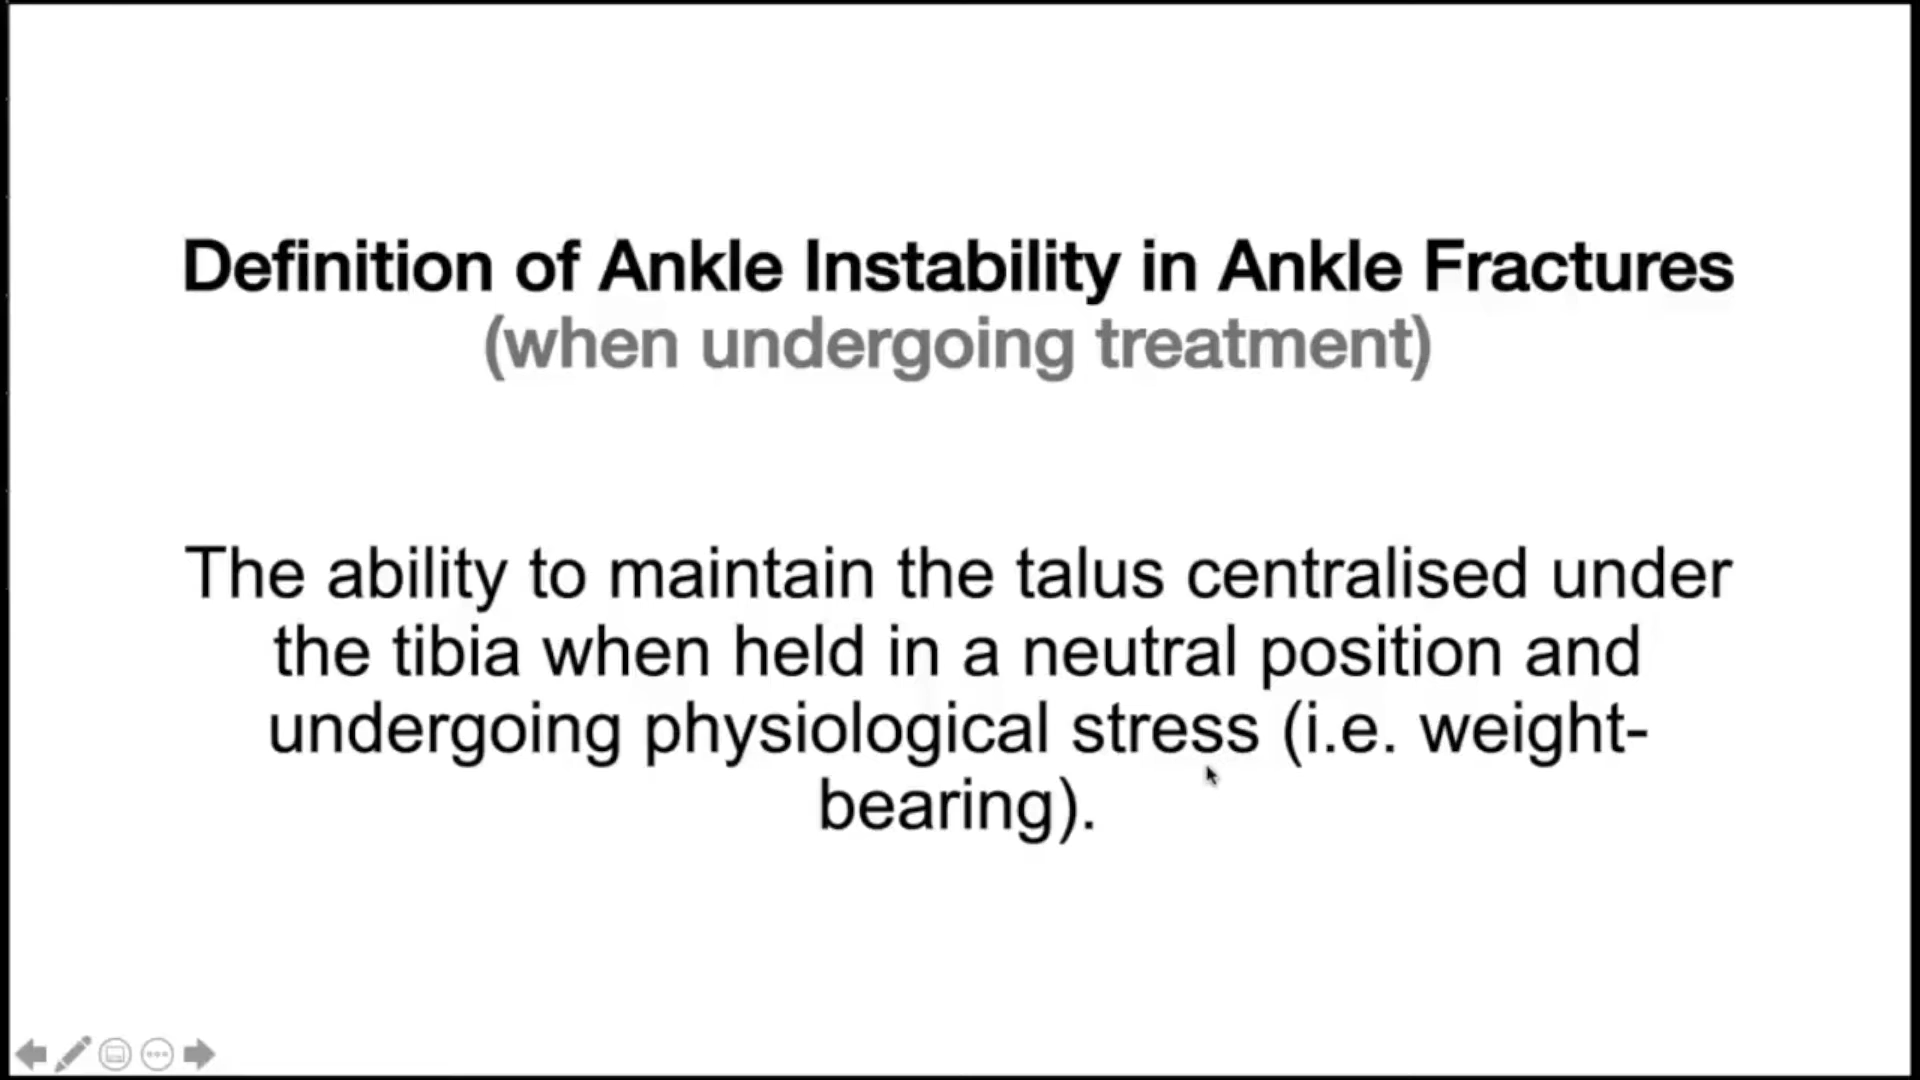 Definition of Ankle Instability in Ankle Fractures
(when undergoing treatment)
The ability to maintain the talus centralised under
the tibia when held in a neutral position and
undergoing physiological stress (i.e. weight-
bearing).